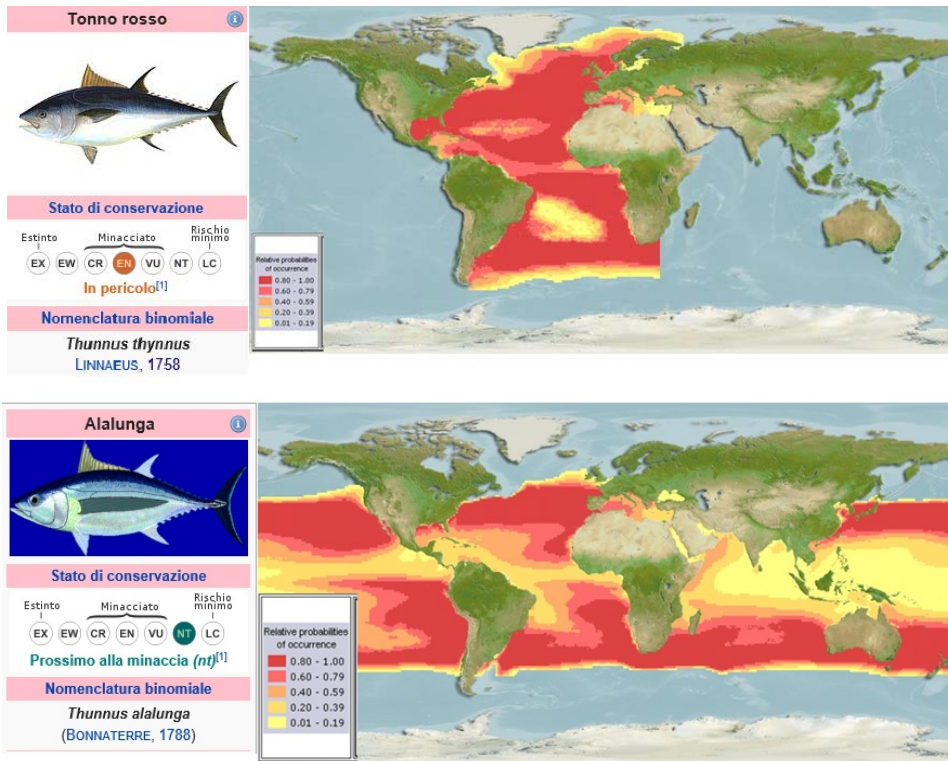 Tonno rosso
Stato di conservazione
Estinto Minacciato Rischio
minimo
EX EW CR EN VU NT LC
In pericolo[1]
Nomenclatura binomiale
Thunnus thynnus
LINNAEUS, 1758
Relative probabilities
of occurrence
0.80 - 1.00
0.60 - 0.79
0.40 - 0.59
0.20 - 0.39
0.01 - 0.19
Alalunga
Stato di conservazione
Estinto Minacciato Rischio
minimo
EX EW CR EN VU NT LC
Prossimo alla minaccia (nt)[1]
Nomenclatura binomiale
Thunnus alalunga
(BONNATERRE, 1788)
Relative probabilities
of occurrence
0.80 - 1.00
0.60 - 0.79
0.40 - 0.59
0.20 - 0.39
0.01 - 0.19